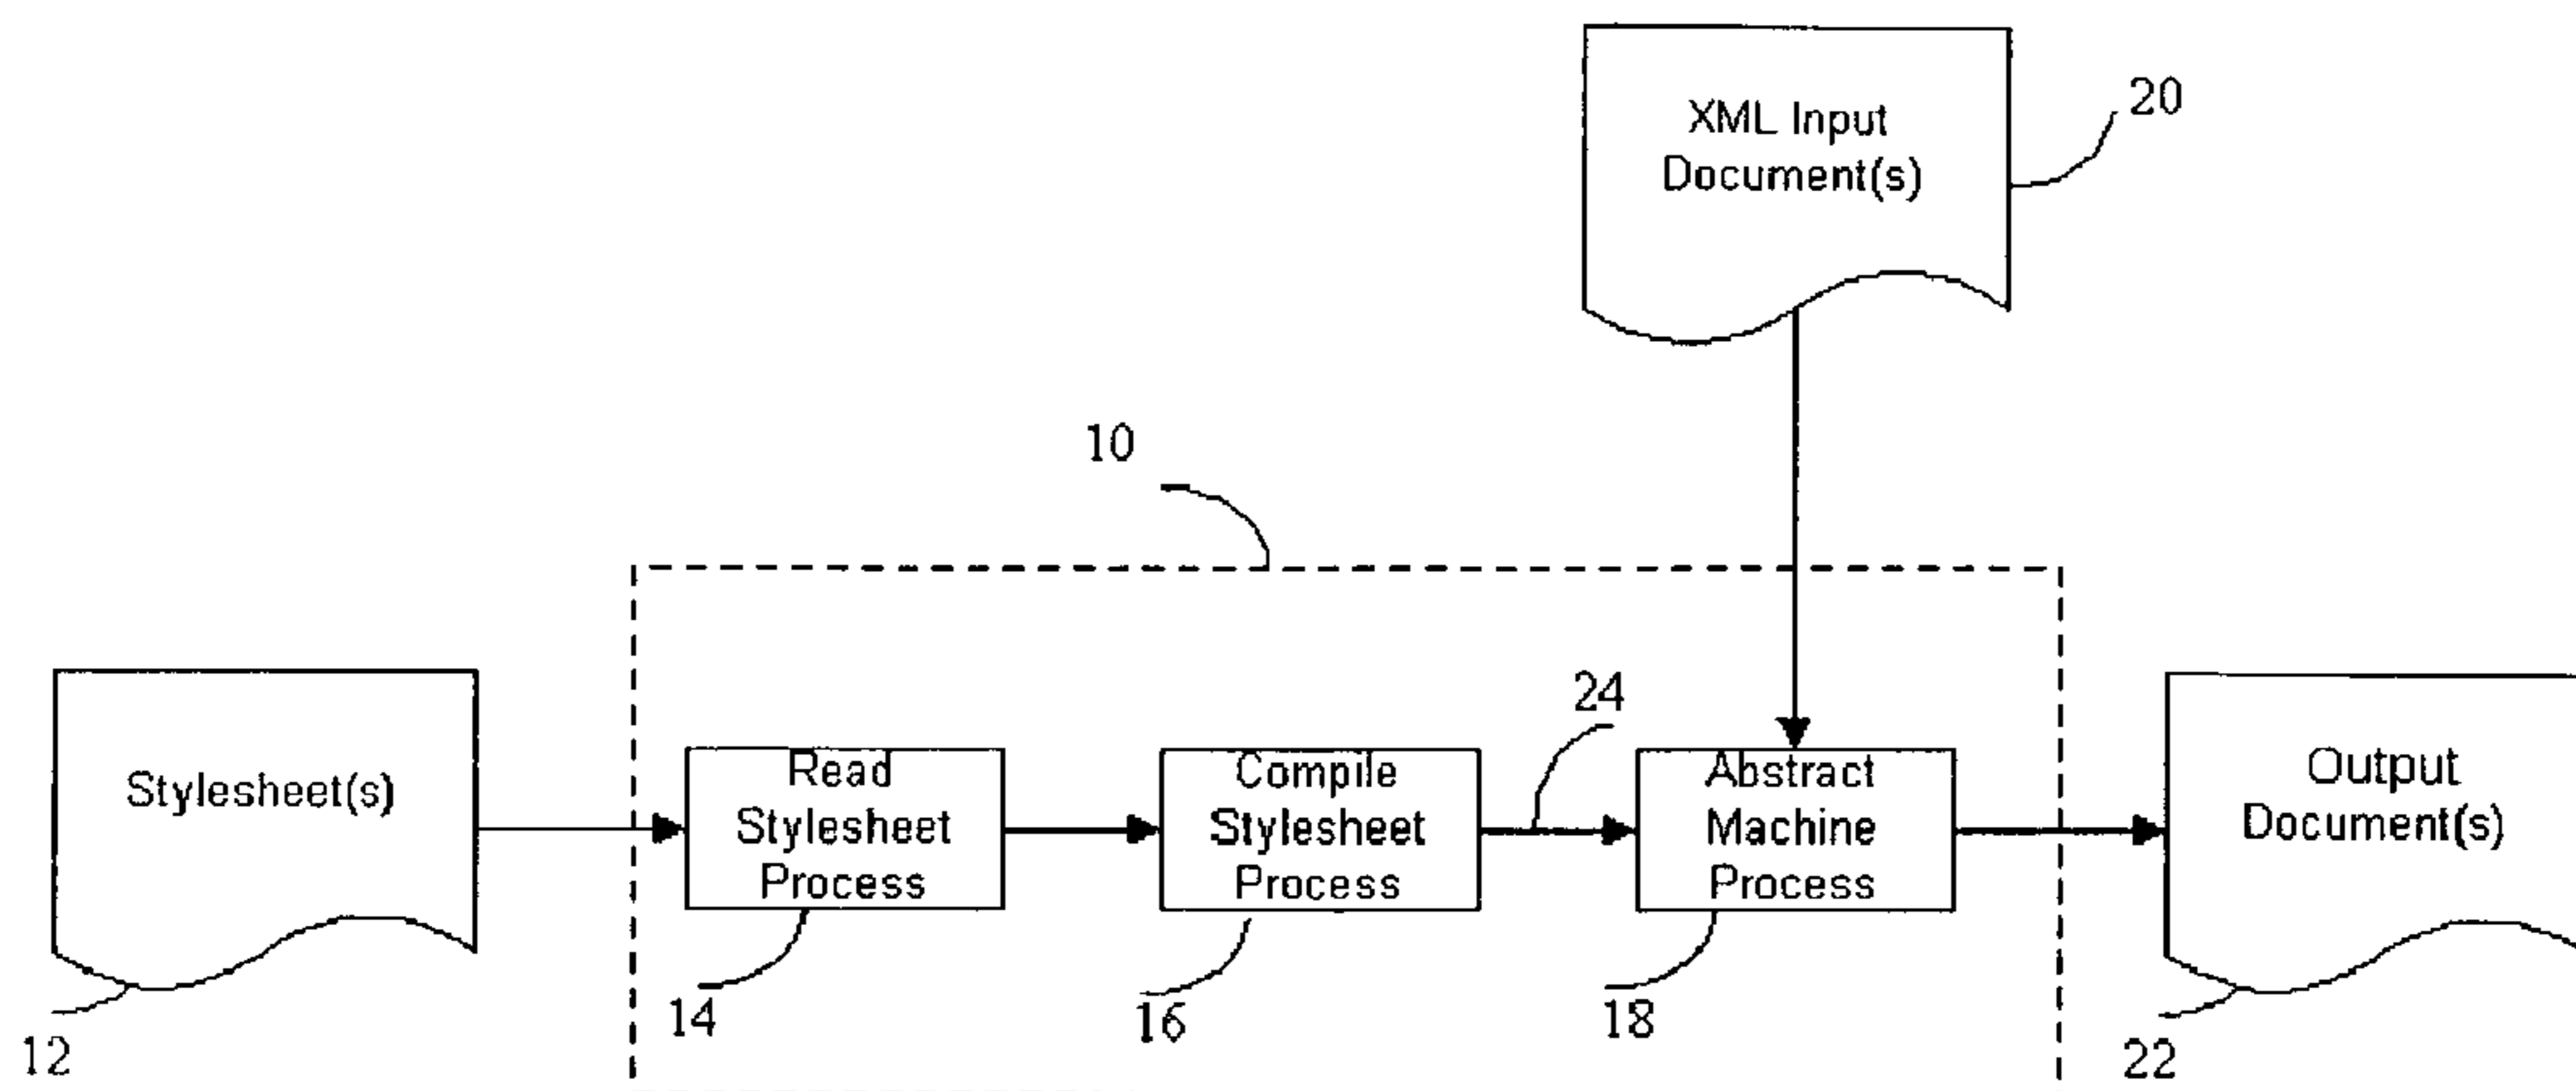 XML Input
Document(s)
20
10
24
Stylesheet(s)
Read
Stylesheet
Process
Compile
Stylesheet
Process
Abstract
Machine
Process
Output
Document(s)
12
14
16
18
22